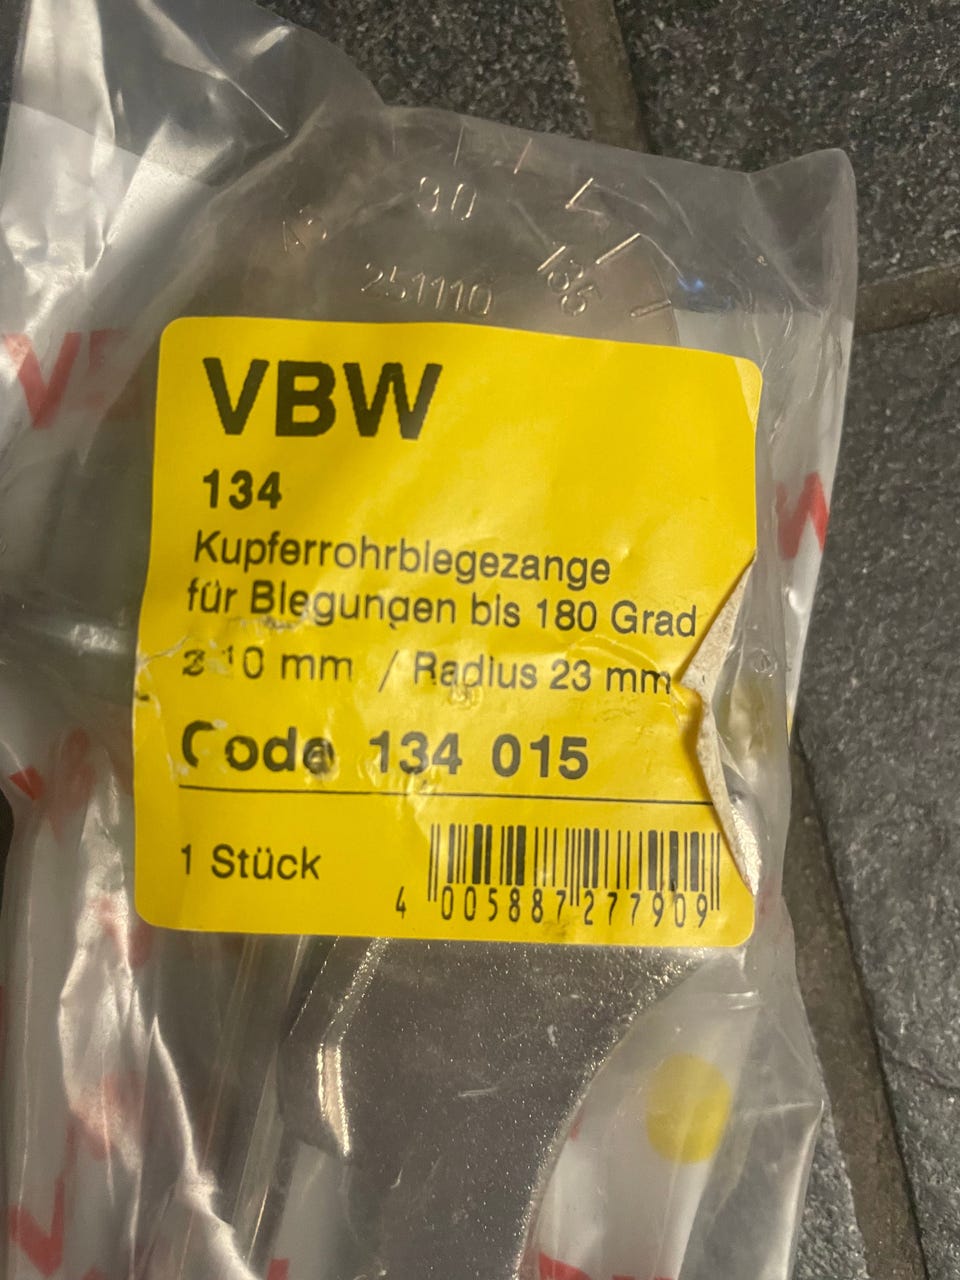 90
45
135
251110
VBW
134
Kupferrohrbiegezange
für Biegungen bis 180 Grad
10 mm / Radius 23 mm
Code 134 015
1 Stück
4 005887 277909